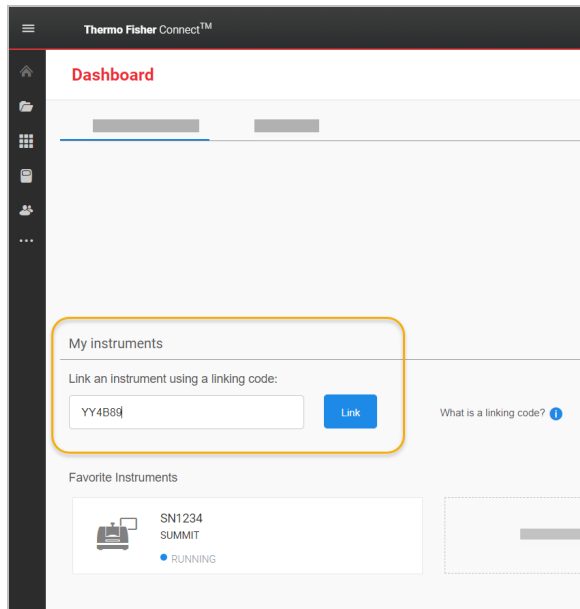 Thermo Fisher Connect™
Dashboard
My instruments
Link an instrument using a linking code:
YY4B89
Link
What is a linking code?
Favorite Instruments
SN1234
SUMMIT
RUNNING